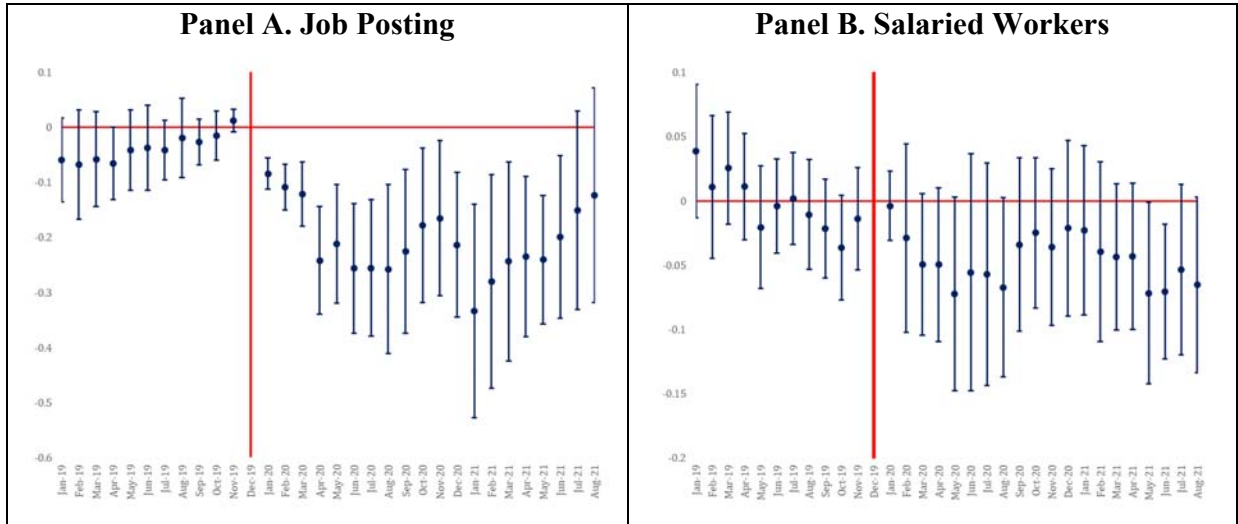 Panel A. Job Posting
0.1
0
-0.1
-0.2
-0.3
-0.4
-0.5
-0.6
Jan-19
Feb-19
Mar-19
Apr-19
May-19
Jun-19
Jul-19
Aug-19
Sep-19
Oct-19
Nov-19
Dec-19
Jan-20
Feb-20
Mar-20
Apr-20
May-20
Jun-20
Jul-20
Aug-20
Sep-20
Oct-20
Nov-20
Dec-20
Jan-21
Feb-21
Mar-21
Apr-21
May-21
Jun-21
Jul-21
Aug-21
Panel B. Salaried Workers
0.1
0.05
0
-0.05
-0.1
-0.15
-0.2
Jan-19
Feb-19
Mar-19
Apr-19
May-19
Jun-19
Jul-19
Aug-19
Sep-19
Oct-19
Nov-19
Dec-19
Jan-20
Feb-20
Mar-20
Apr-20
May-20
Jun-20
Jul-20
Aug-20
Sep-20
Oct-20
Nov-20
Dec-20
Jan-21
Feb-21
Mar-21
Apr-21
May-21
Jun-21
Jul-21
Aug-21